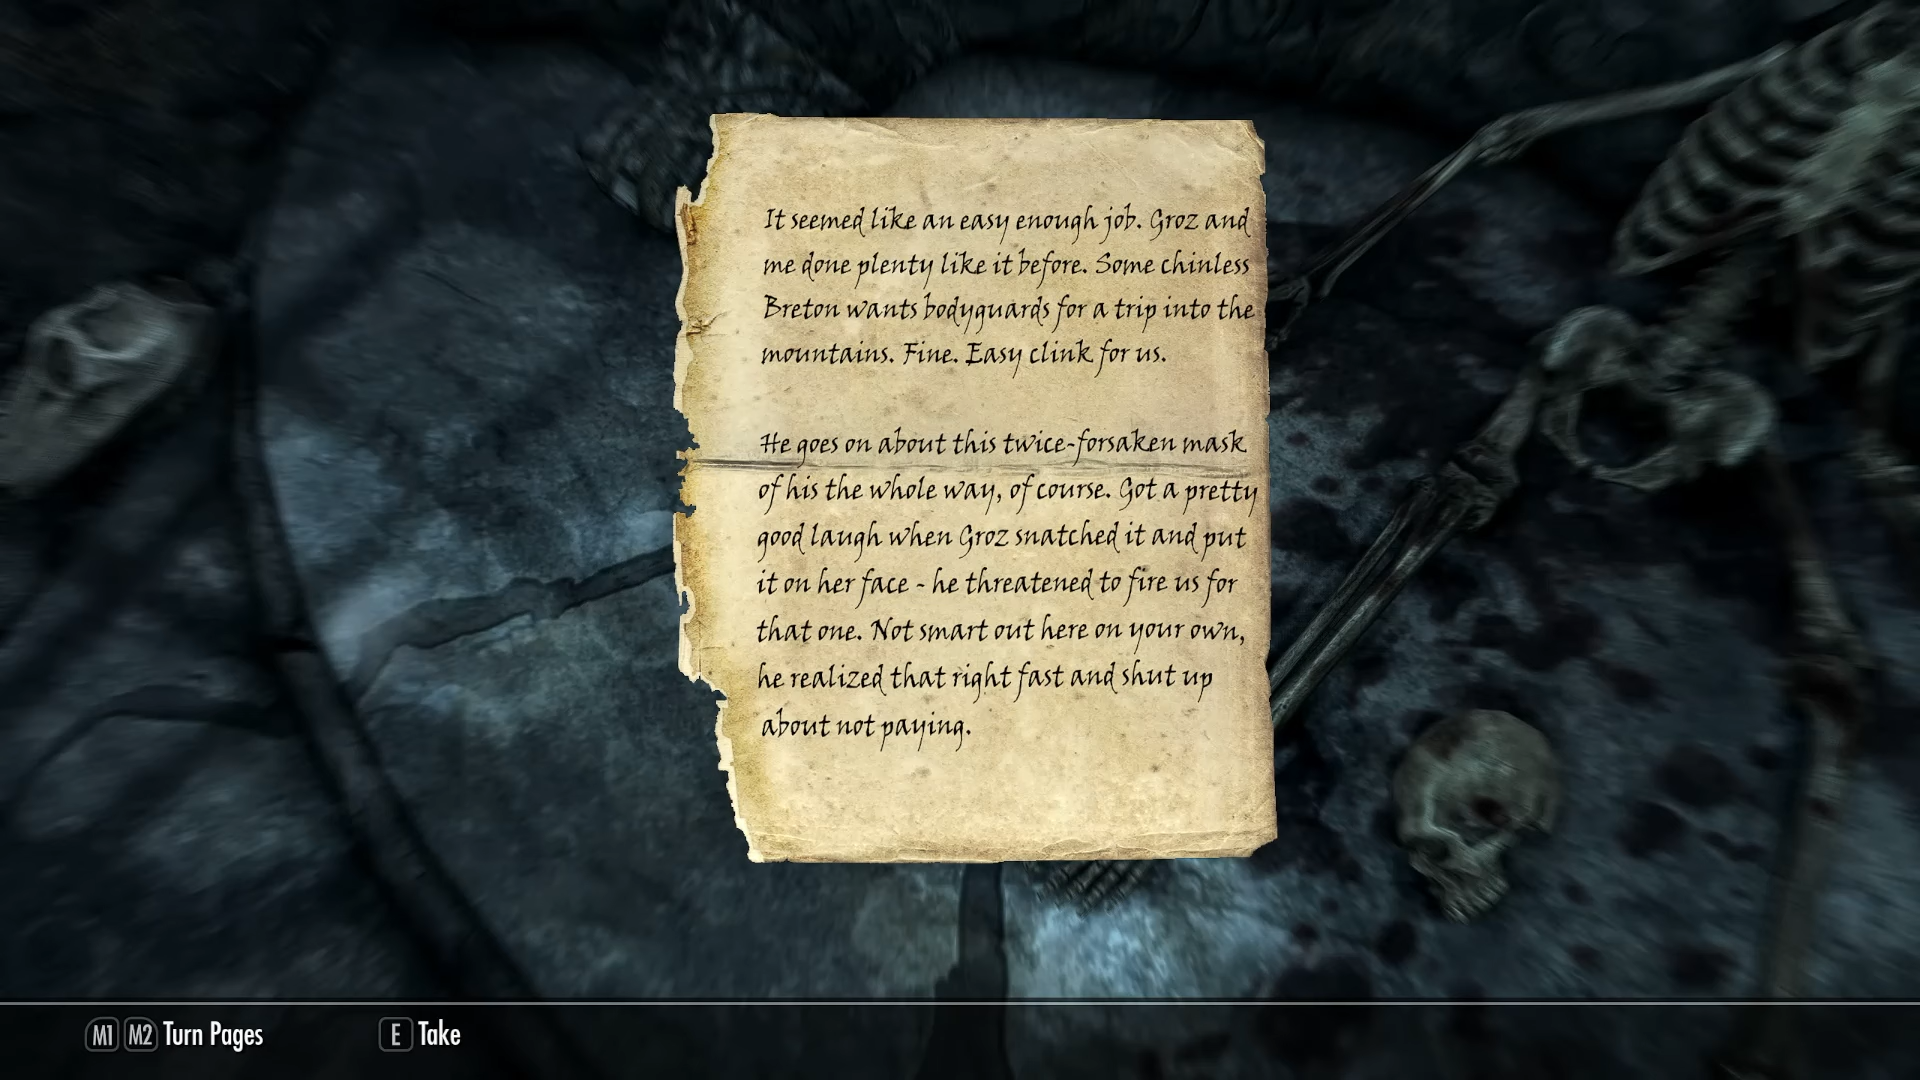 It seemed like an easy enough job. Groz and
me done plenty like it before. Some chinless
Breton wants bodyguards for a trip into the
mountains. Fine. Easy clink for us.
He goes on about this twice-forsaken mask
of his the whole way, of course. Got a pretty
good laugh when Groz snatched it and put
it on her face - he threatened to fire us for
that one. Not smart out here on your own,
he realized that right fast and shut up
about not paying.
M1 M2 Turn Pages E Take